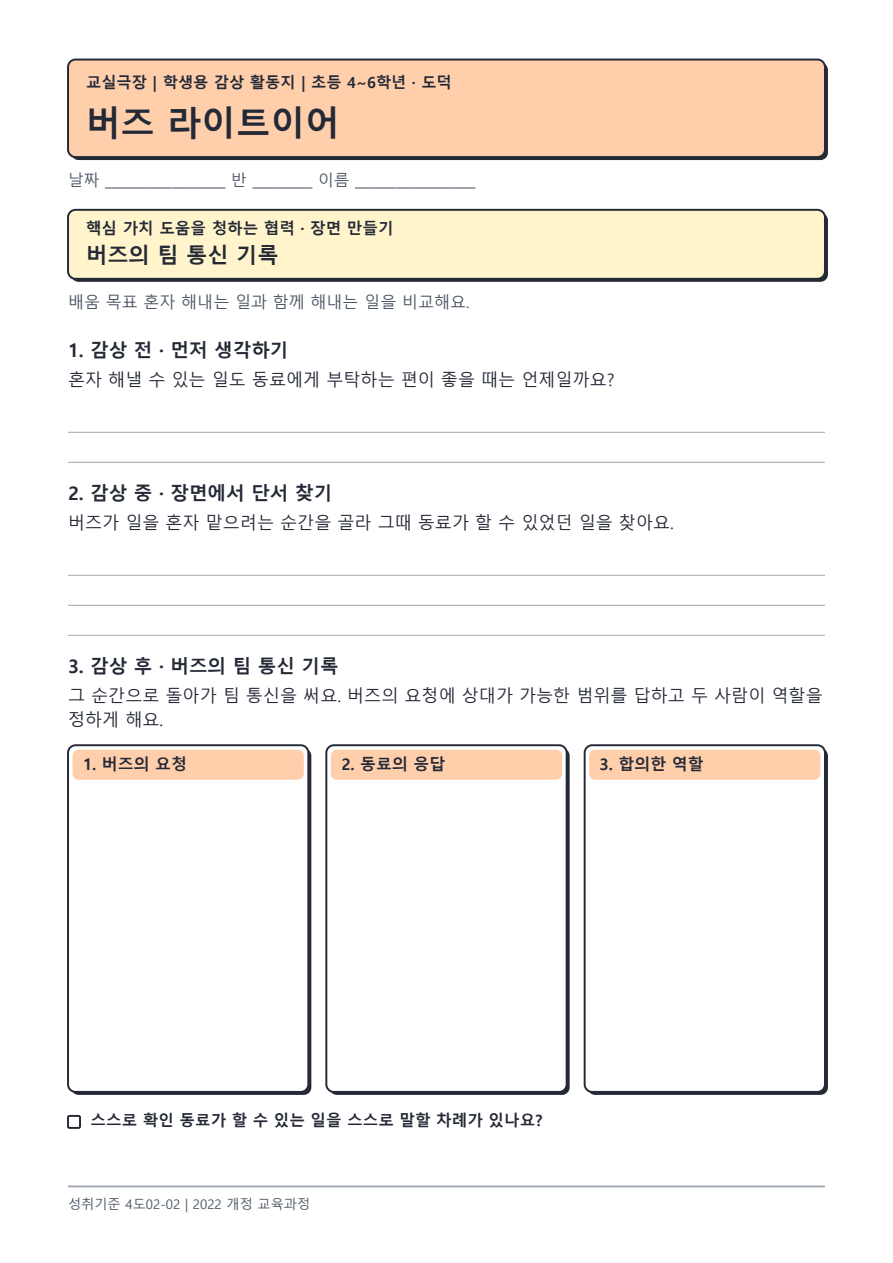 교실극장 | 학생용 감상 활동지 | 초등 4~6학년 · 도덕
버즈 라이트이어
날짜 ______________ 반 _______ 이름 ______________
핵심 가치 도움을 청하는 협력 · 장면 만들기
버즈의 팀 통신 기록
배움 목표 혼자 해내는 일과 함께 해내는 일을 비교해요.
1. 감상 전 · 먼저 생각하기
혼자 해낼 수 있는 일도 동료에게 부탁하는 편이 좋을 때는 언제일까요?
2. 감상 중 · 장면에서 단서 찾기
버즈가 일을 혼자 맡으려는 순간을 골라 그때 동료가 할 수 있었던 일을 찾아요.
3. 감상 후 · 버즈의 팀 통신 기록
그 순간으로 돌아가 팀 통신을 써요. 버즈의 요청에 상대가 가능한 범위를 답하고 두 사람이 역할을
정하게 해요.
1. 버즈의 요청
2. 동료의 응답
3. 합의한 역할
스스로 확인 동료가 할 수 있는 일을 스스로 말할 차례가 있나요?
성취기준 4도02-02 | 2022 개정 교육과정